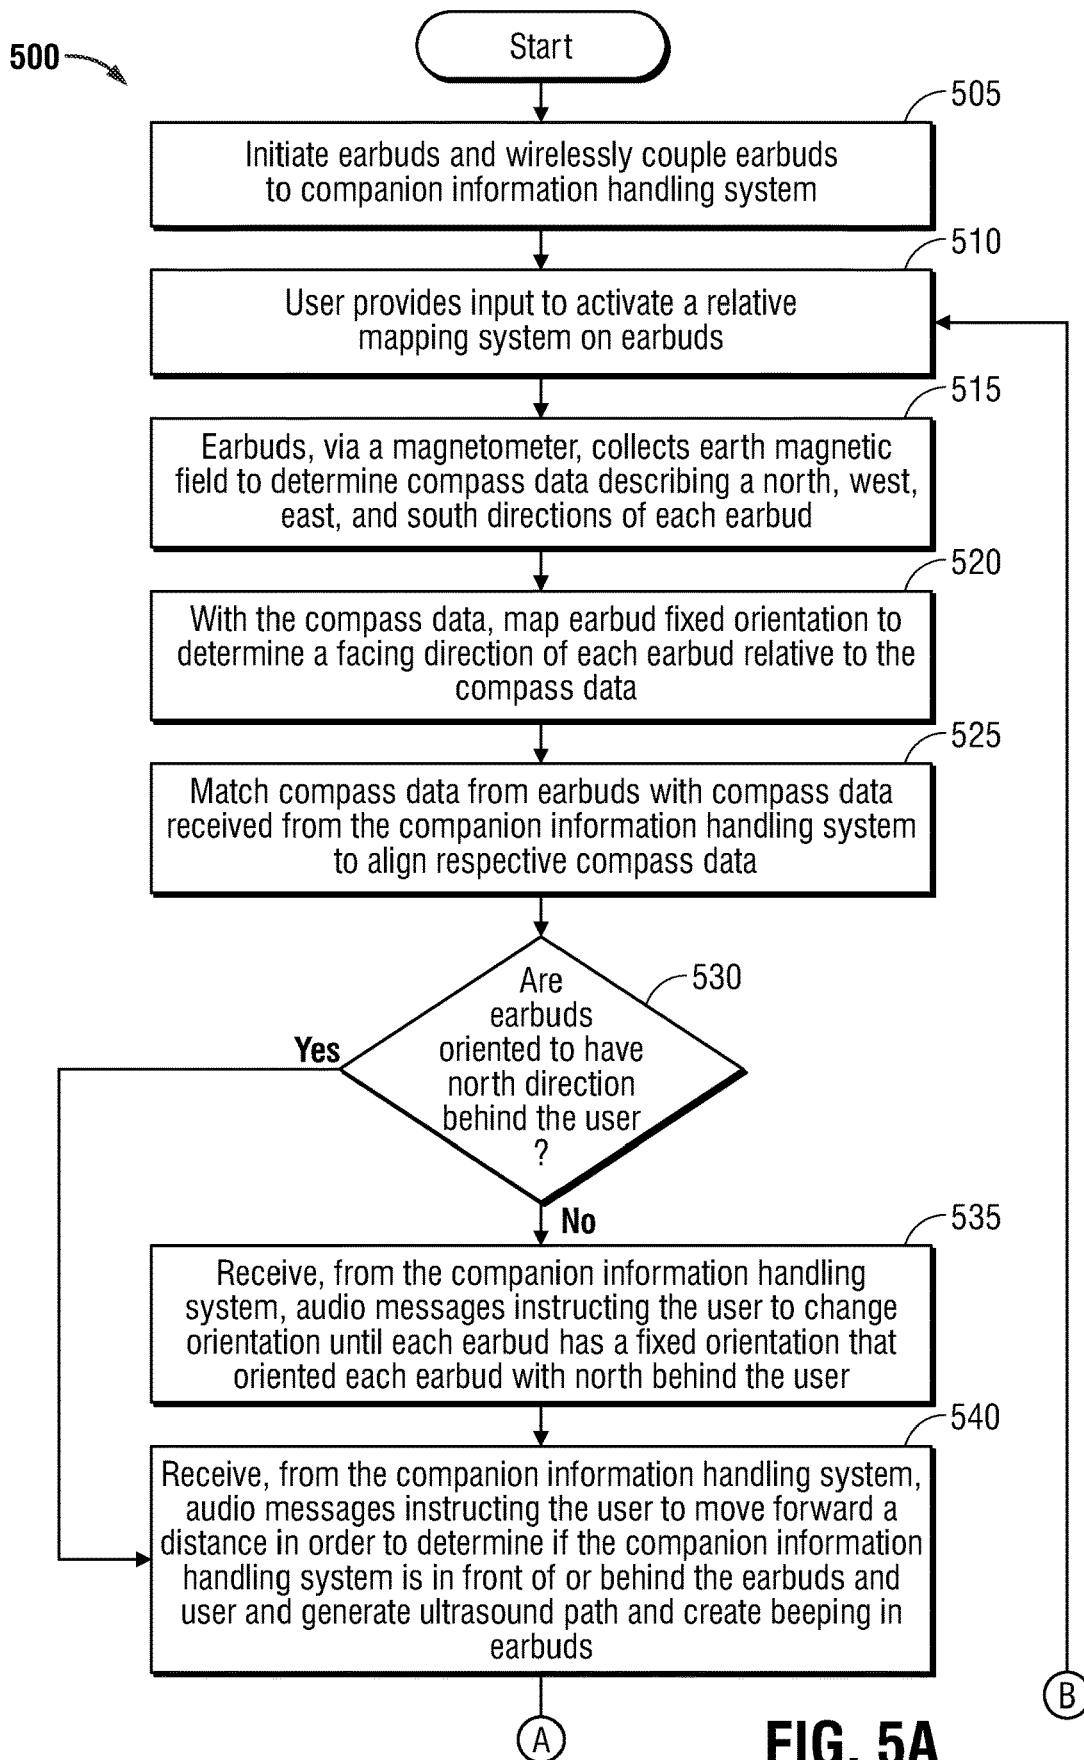 500
Start
505
Initiate earbuds and wirelessly couple earbuds
to companion information handling system
510
User provides input to activate a relative
mapping system on earbuds
515
Earbuds, via a magnetometer, collects earth magnetic
field to determine compass data describing a north, west,
east, and south directions of each earbud
520
With the compass data, map earbud fixed orientation to
determine a facing direction of each earbud relative to the
compass data
525
Match compass data from earbuds with compass data
received from the companion information handling system
to align respective compass data
530
Are
earbuds
oriented to have
north direction
behind the user
?
Yes
No
535
Receive, from the companion information handling
system, audio messages instructing the user to change
orientation until each earbud has a fixed orientation that
oriented each earbud with north behind the user
540
Receive, from the companion information handling system,
audio messages instructing the user to move forward a
distance in order to determine if the companion information
handling system is in front of or behind the earbuds and
user and generate ultrasound path and create beeping in
earbuds
B
A
FIG. 5A